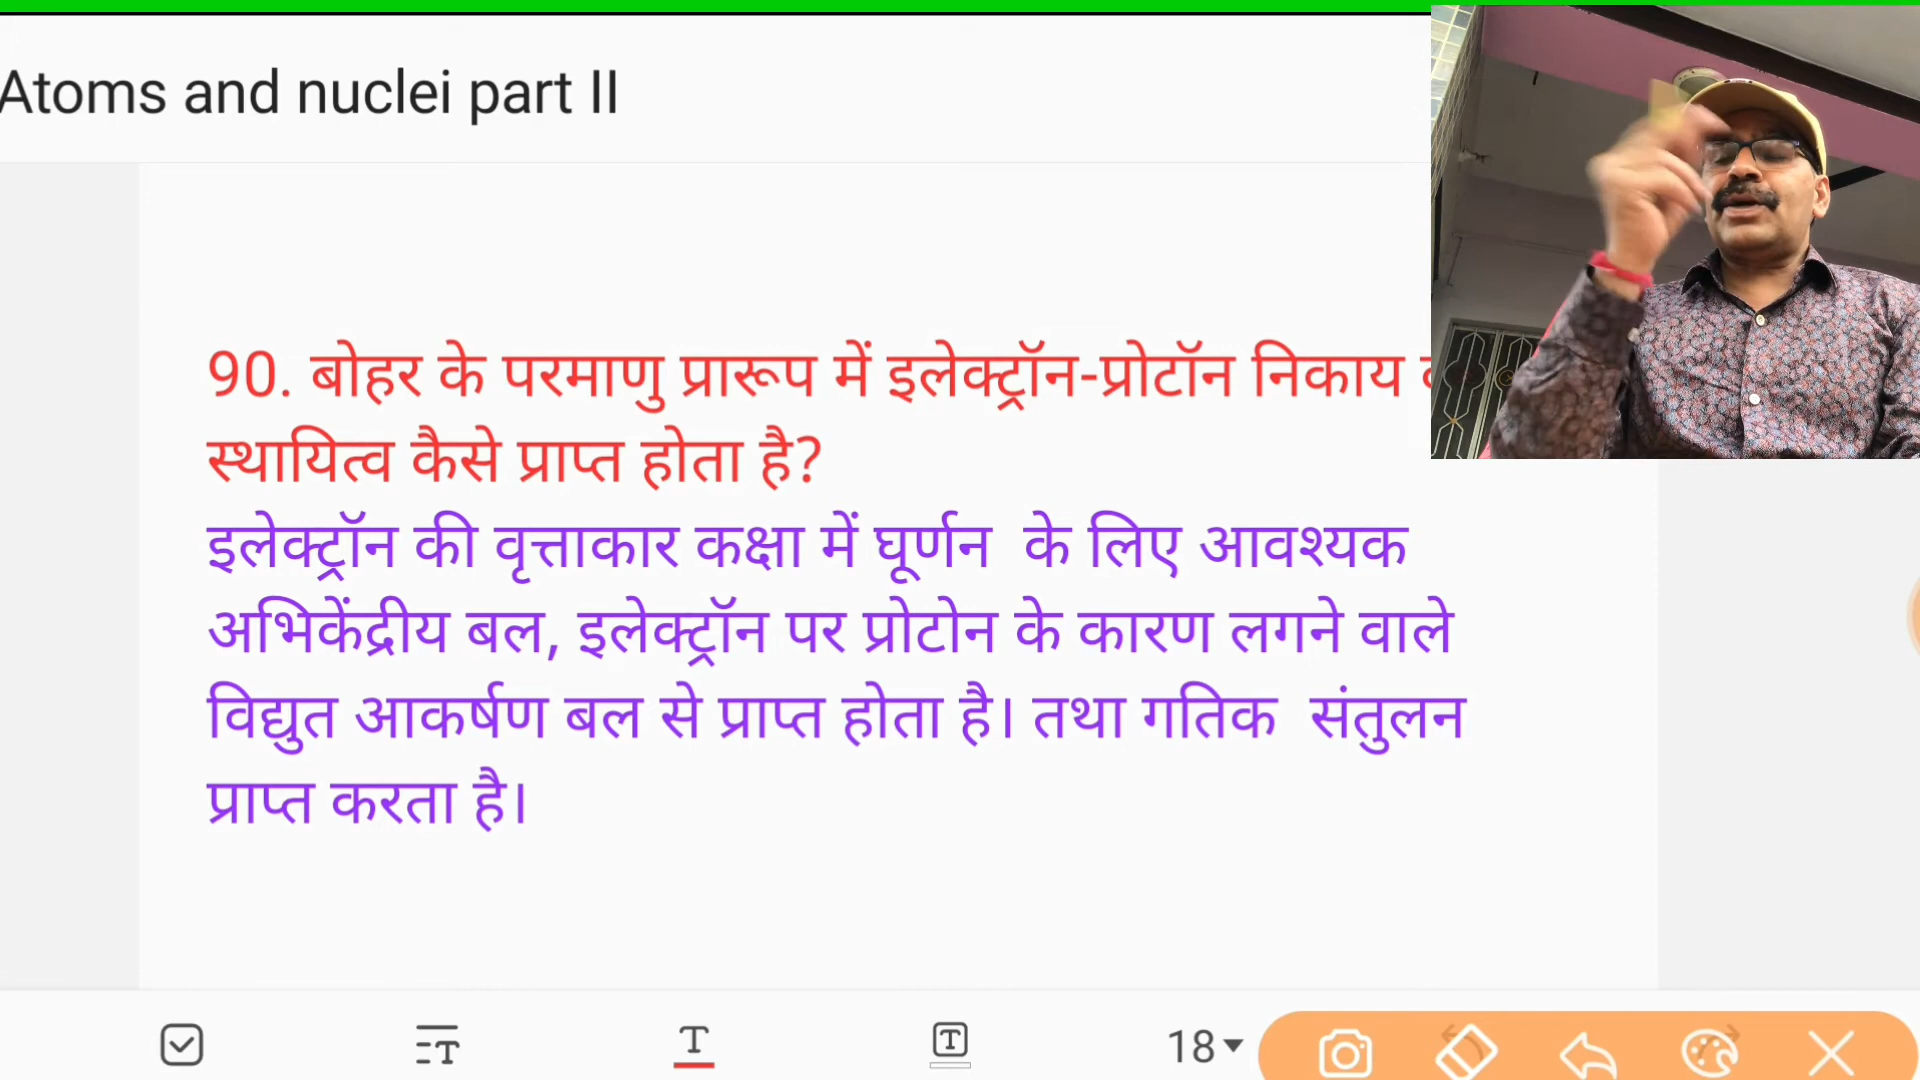 Atoms and nuclei part II
90. बोहर के परमाणु प्रारूप में इलेक्ट्रॉन-प्रोटॉन निकाय
स्थायित्व कैसे प्राप्त होता है?
इलेक्ट्रॉन की वृत्ताकार कक्षा में घूर्णन के लिए आवश्यक
अभिकेंद्रीय बल, इलेक्ट्रॉन पर प्रोटोन के कारण लगने वाले
विद्युत आकर्षण बल से प्राप्त होता है। तथा गतिक संतुलन
प्राप्त करता है।
18